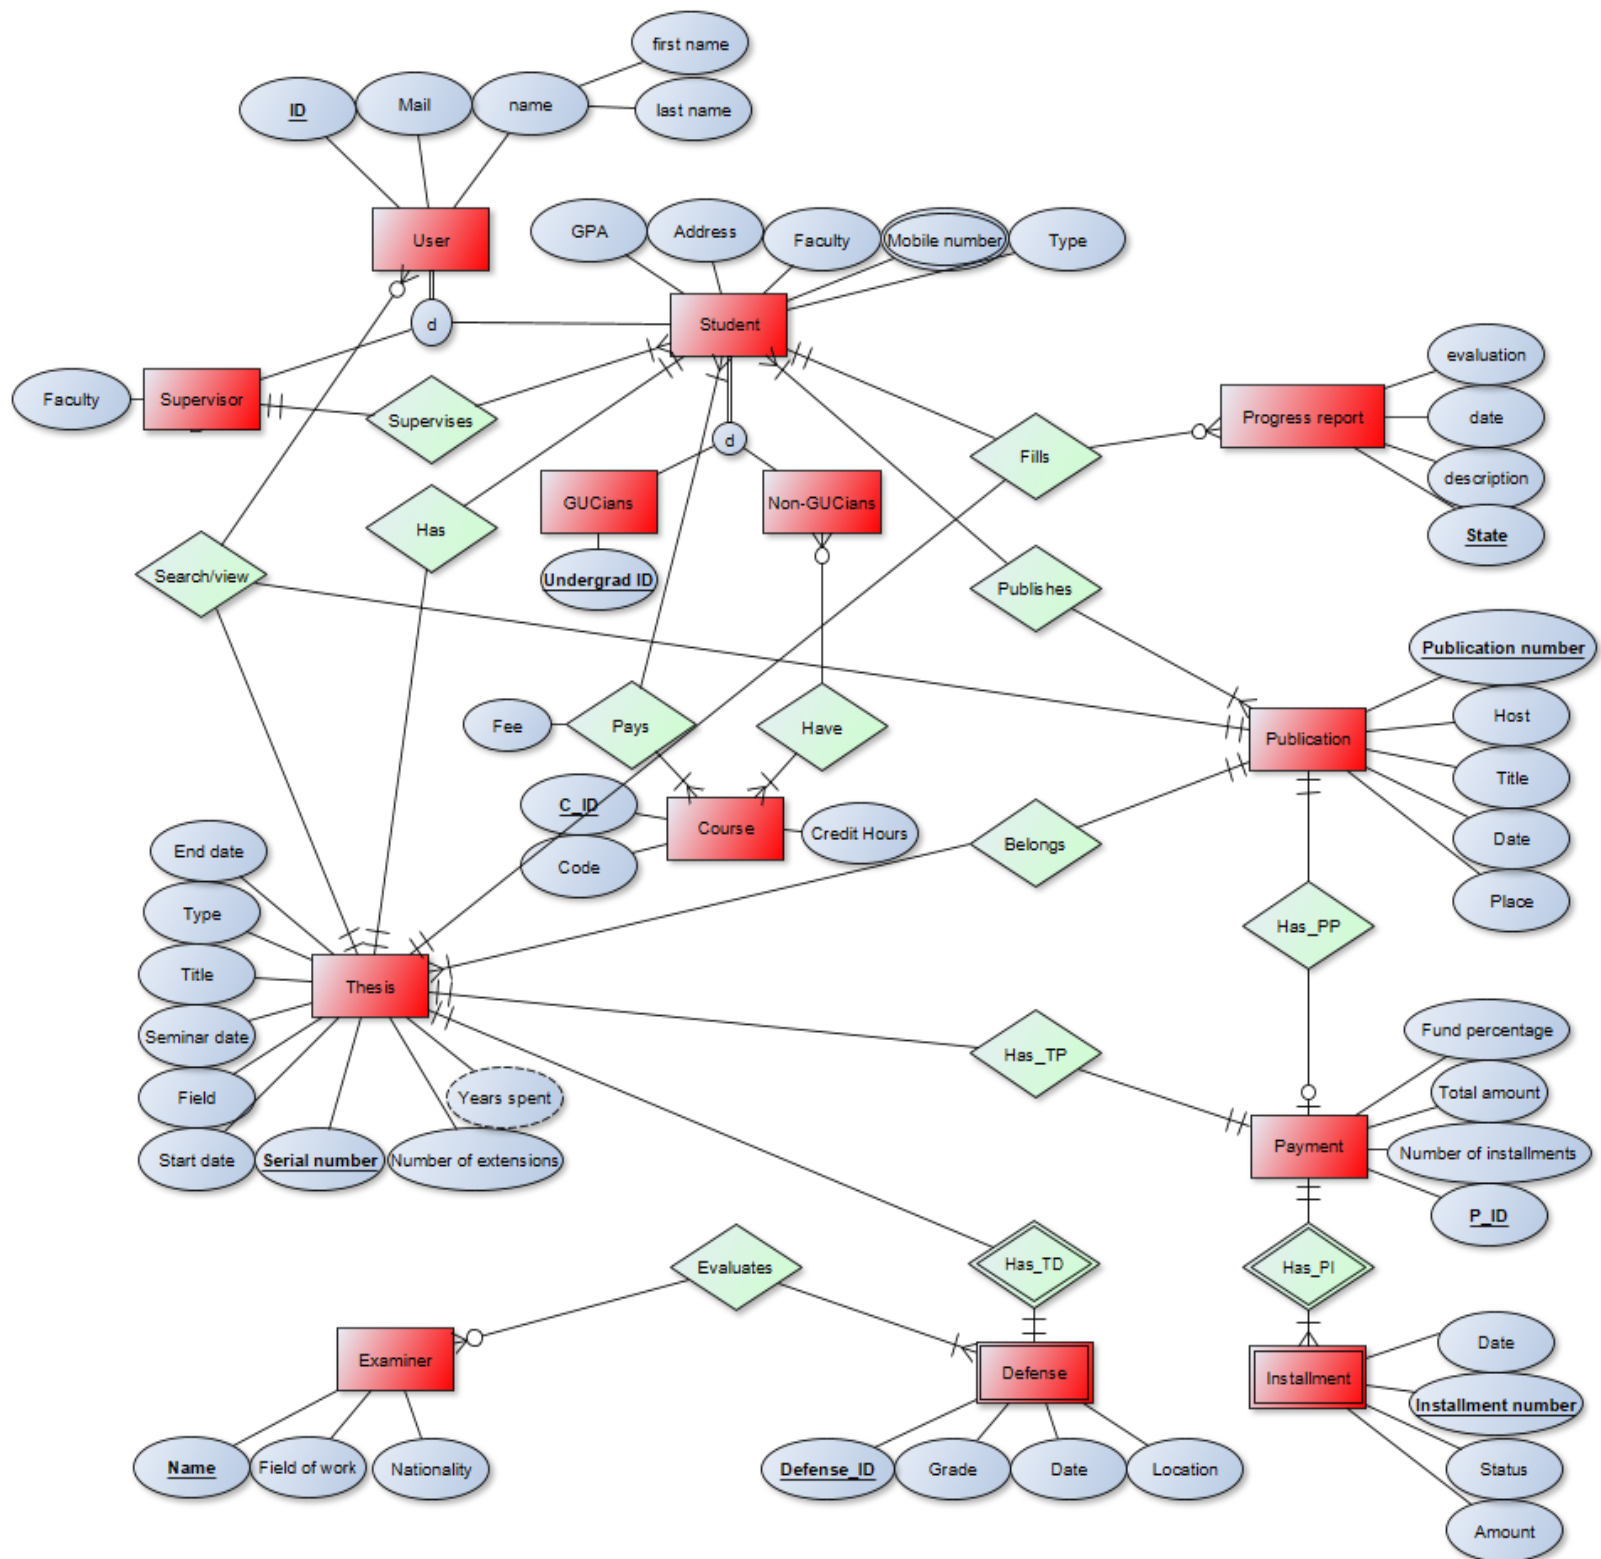 first name
ID
Mail
name
last name
User
GPA
Address
Faculty
Mobile number
Type
d
Student
evaluation
Faculty
Supervisor
Supervises
d
Progress report
date
Fills
description
GUCians
Non-GUCians
Has
State
Search/view
Undergrad ID
Publishes
Publication number
Host
Fee
Pays
Have
Publication
Title
C_ID
Course
Credit Hours
Date
End date
Code
Belongs
Place
Type
Has_PP
Title
Thesis
Seminar date
Has_TP
Fund percentage
Field
Years spent
Total amount
Start date
Serial number
Number of extensions
Payment
Number of installments
P_ID
Evaluates
Has_TD
Has_PI
Date
Examiner
Defense
Installment
Installment number
Name
Field of work
Nationality
Defense_ID
Grade
Date
Location
Status
Amount